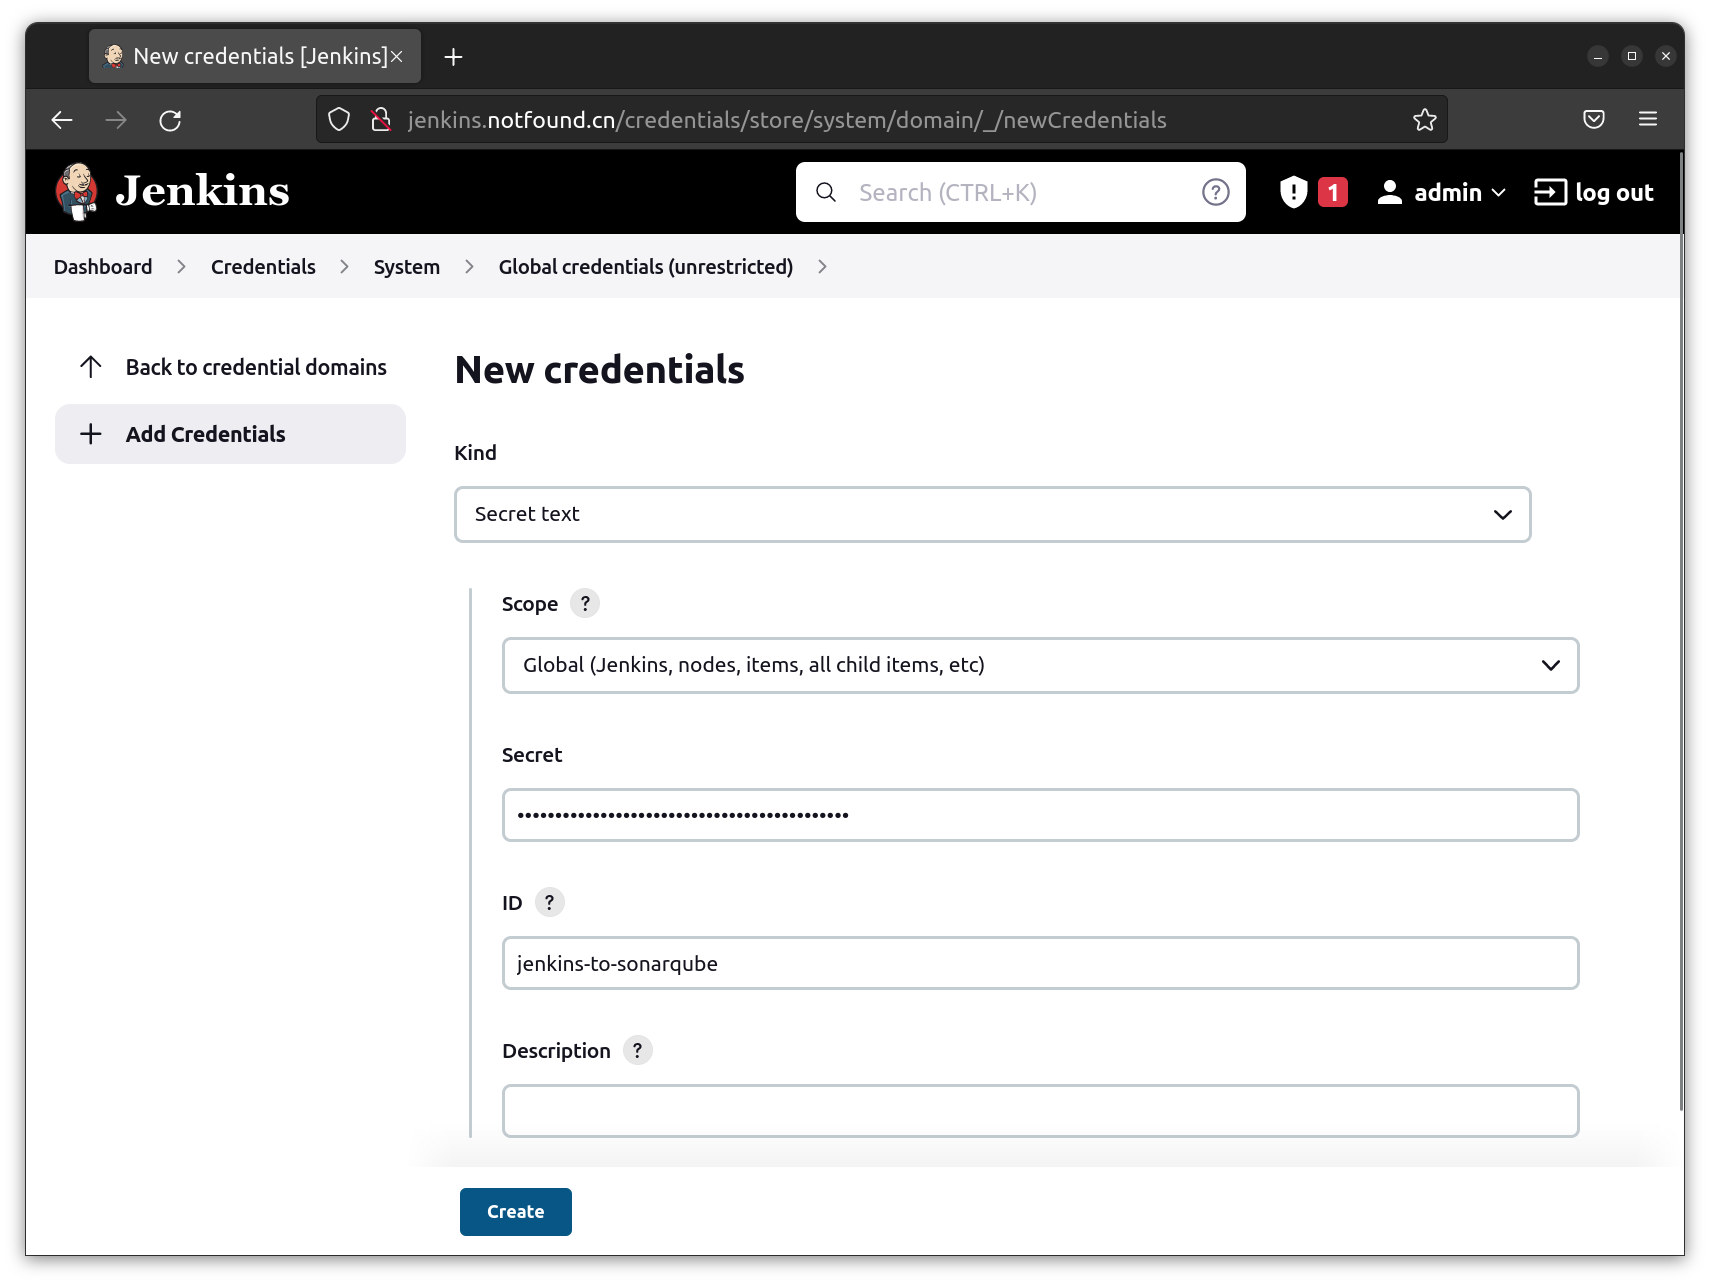 New credentials [Jenkins]
jenkins.notfound.cn/credentials/store/system/domain/_/newCredentials
Jenkins
Search (CTRL+K)
1
admin
log out
Dashboard
Credentials
System
Global credentials (unrestricted)
Back to credential domains
Add Credentials
New credentials
Kind
Secret text
Scope ?
Global (Jenkins, nodes, items, all child items, etc)
Secret
••••••••••••••••••••••••••••••••••••••••••••
ID ?
jenkins-to-sonarqube
Description ?
Create